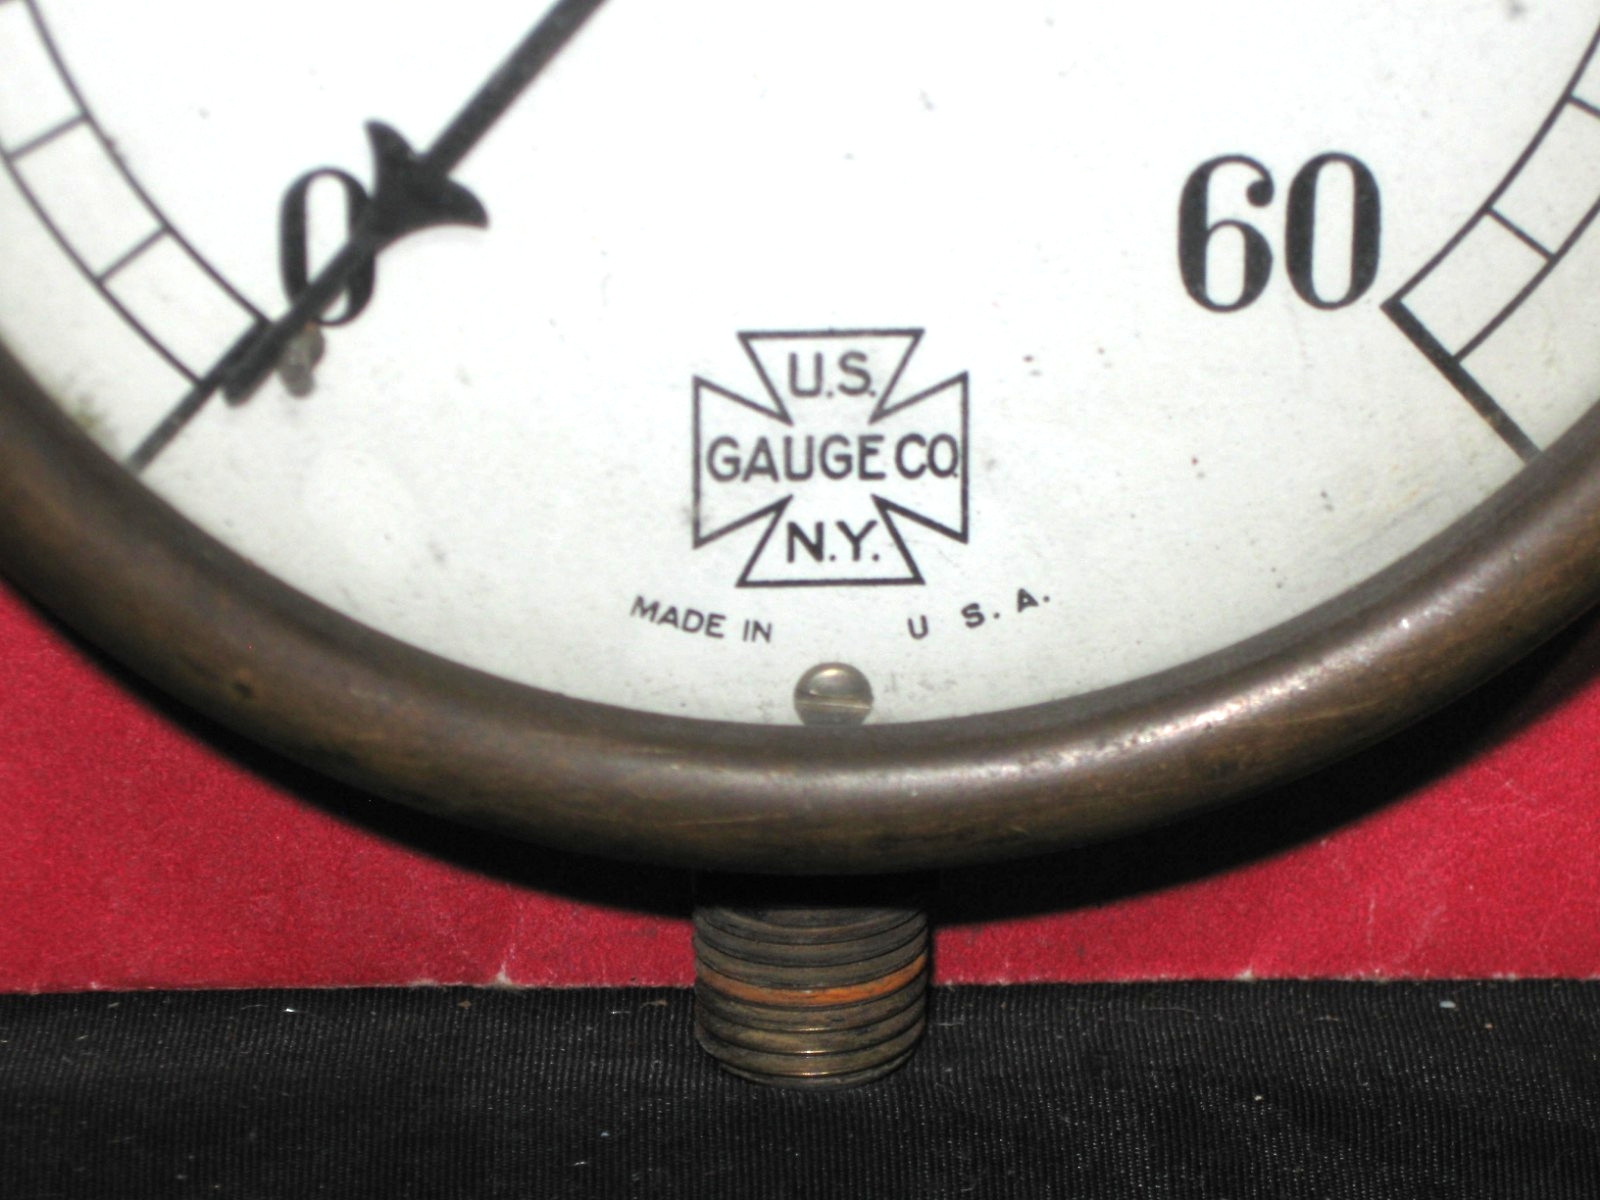 0
60
U.S.
GAUGE CO.
N.Y.
MADE IN U S. A.